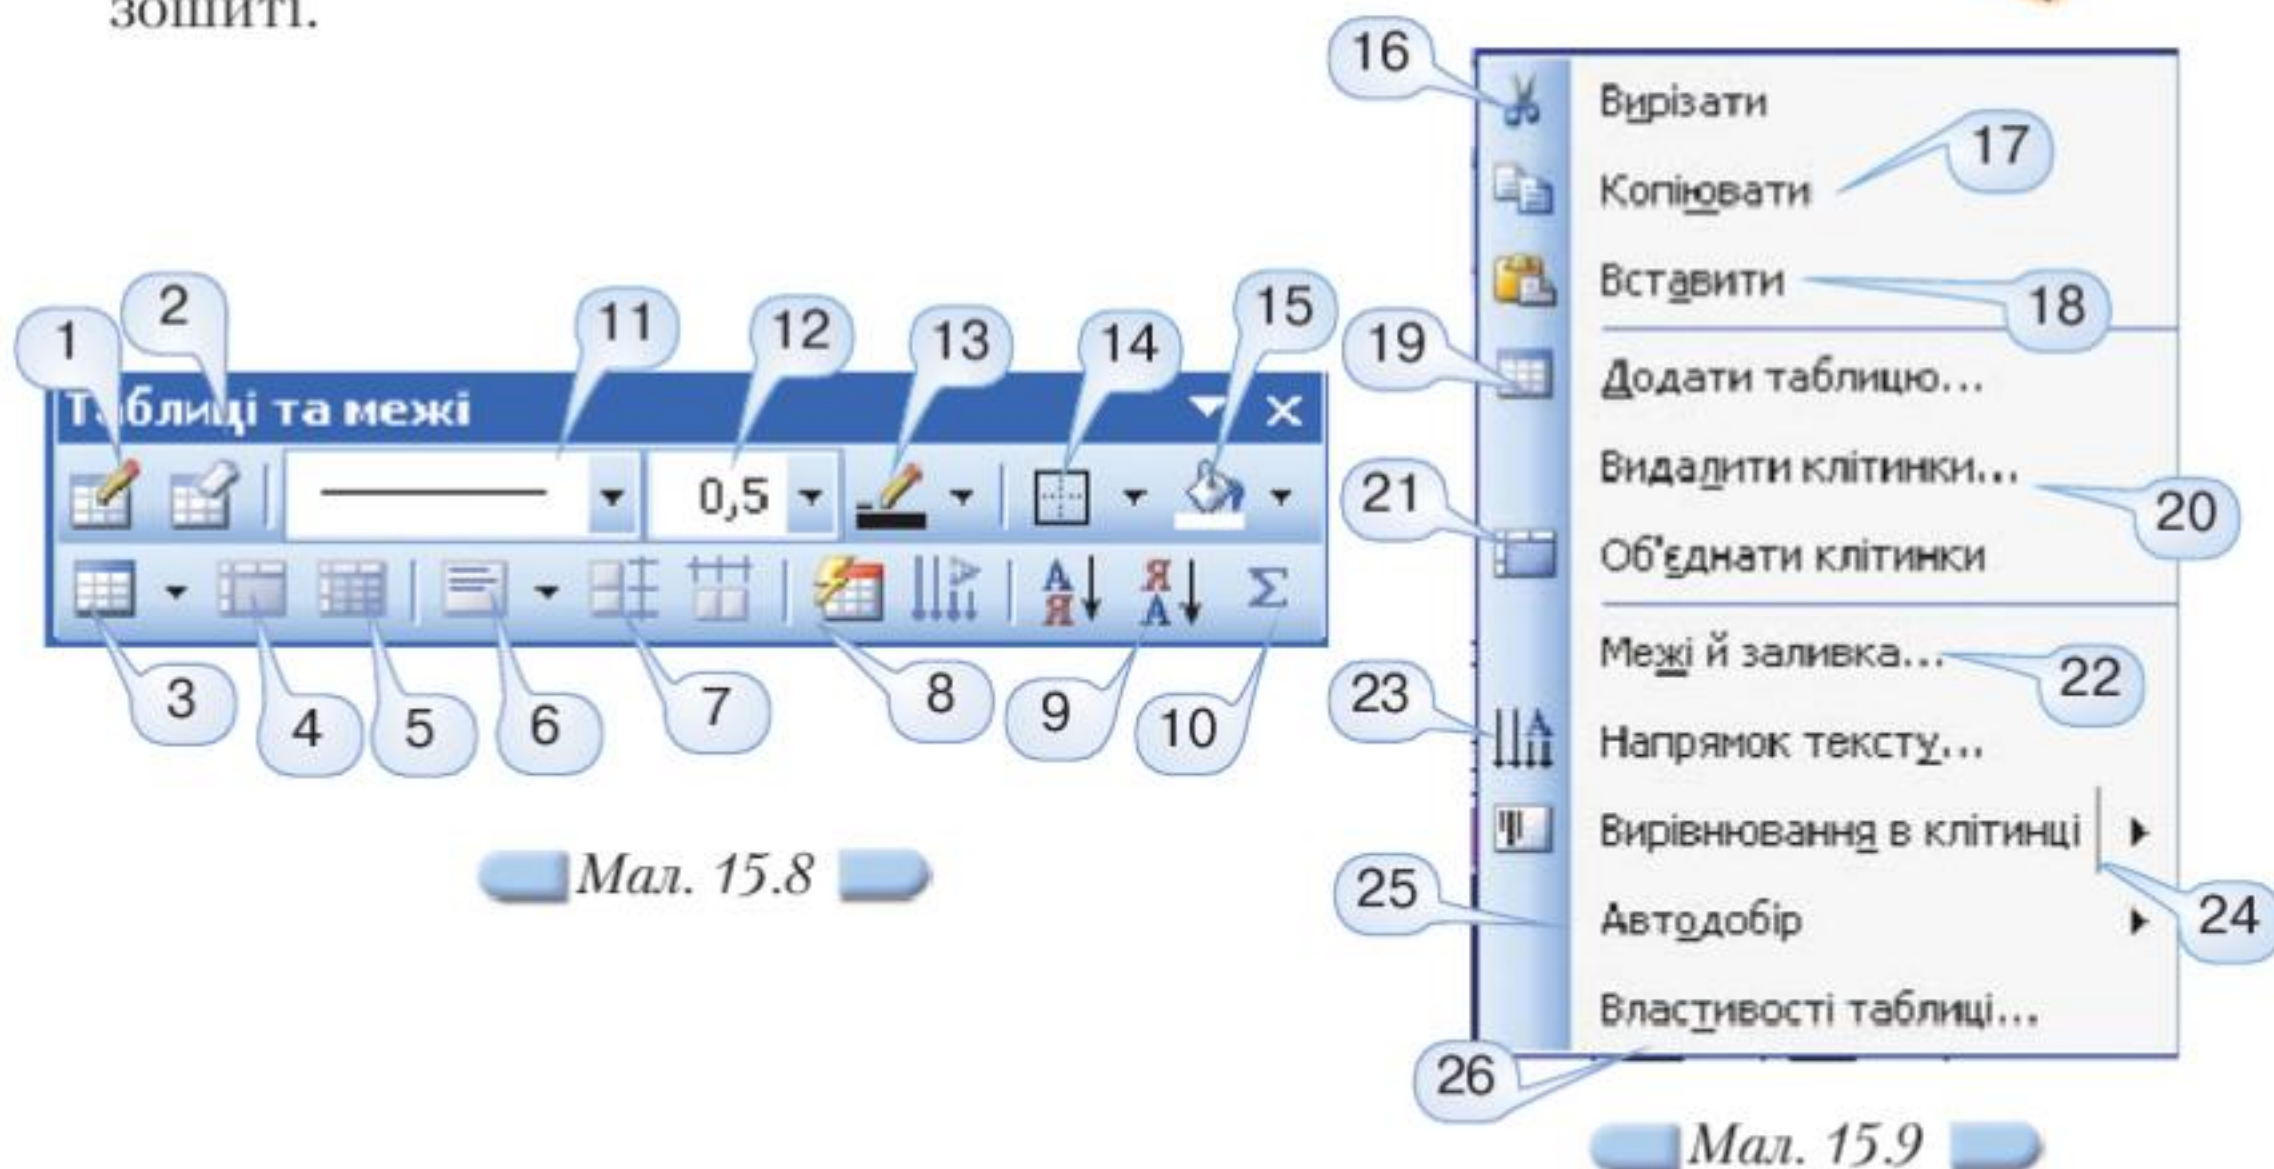 зошиті.
1
2
11
12
13
14
15
Таблиці та межі
0,5
А
Я
Я
А
Σ
3
4
5
6
7
8
9
10
Мал. 15.8
16
Вирізати
17
Копіювати
Вставити
18
19
Додати таблицю...
Видалити клітинки...
20
21
Об'єднати клітинки
Межі й заливка...
22
23
Напрямок тексту...
Вирівнювання в клітинці
24
25
Автодобір
Властивості таблиці...
26
Мал. 15.9